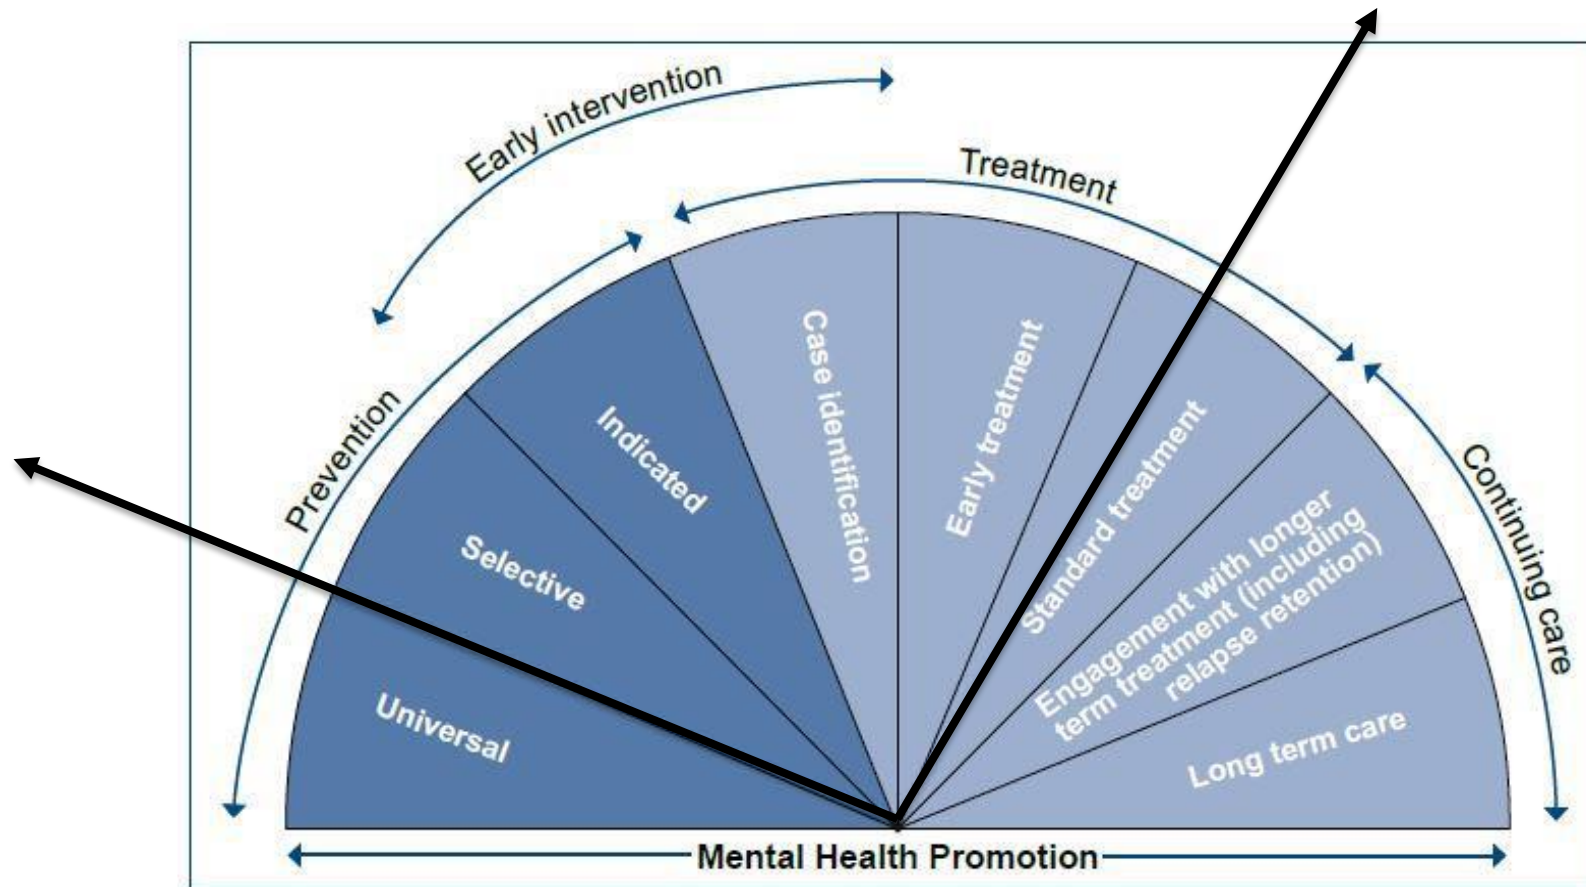 Early intervention
Treatment
Prevention
Continuing care
Universal
Selective
Indicated
Case identification
Early treatment
Standard treatment
Engagement with longer
term treatment (including
relapse retention)
Long term care
Mental Health Promotion